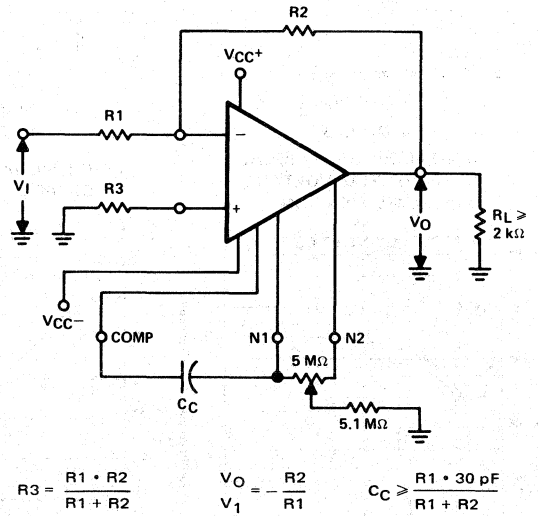 R2
VCC+
R1
−
VI
R3
+
VO
RL ⩾
2 kΩ
VCC−
COMP
N1
N2
5 MΩ
CC
5.1 MΩ
R3 = R1 • R2 / R1 + R2
VO / V1 = − R2 / R1
CC ⩾ R1 • 30 pF / R1 + R2